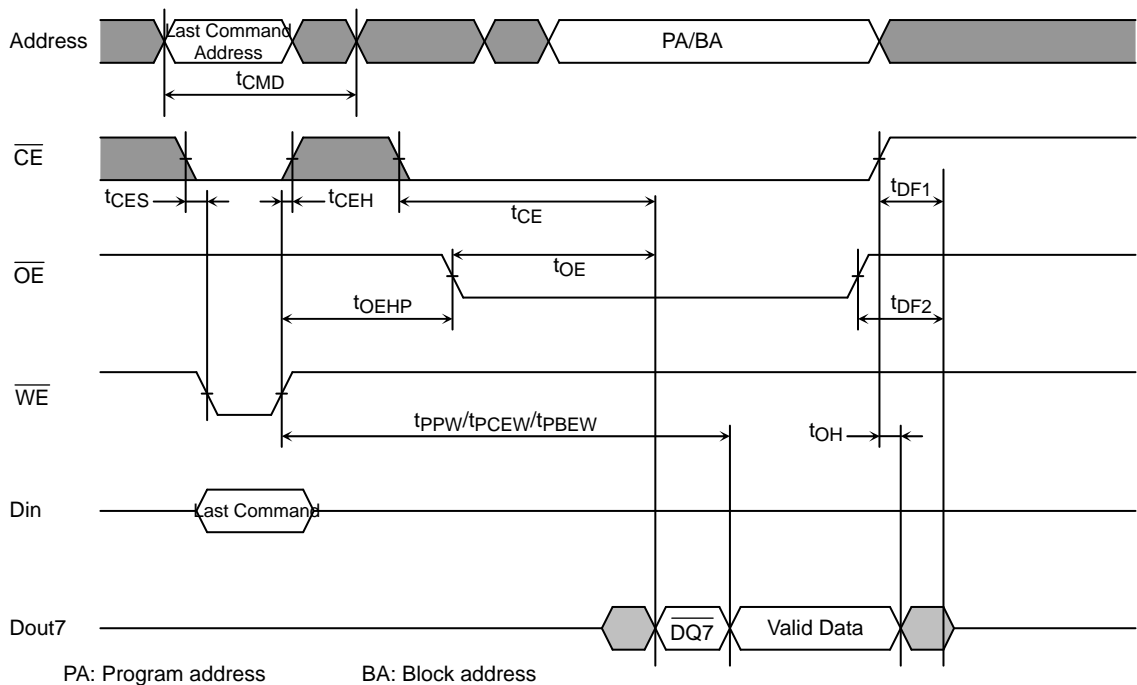 Address
Last Command
Address
PA/BA
tCMD
CE
tCES
tCEH
tCE
tDF1
OE
tOE
tOEHP
tDF2
WE
tPPW/tPCEW/tPBEW
tOH
Din
Last Command
Dout7
DQ7
Valid Data
PA: Program address
BA: Block address